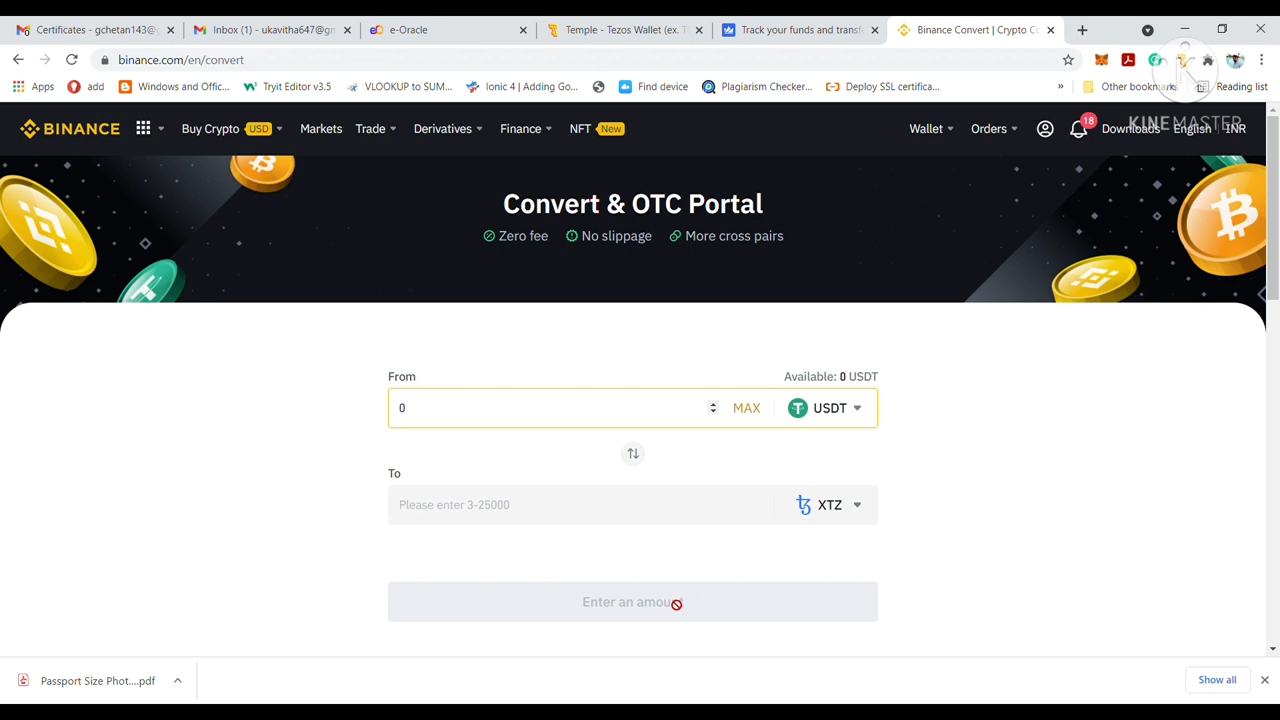 Certificates - gchetan143@g
Inbox - ukavitha647@gm
e-Oracle
Temple - Tezos Wallet (ex. T
Track your funds and transf
Binance Convert | Crypto Co
binance.com/en/convert
Apps
add
Windows and Offic...
Tryit Editor v3.5
VLOOKUP to SUM...
Ionic 4 | Adding Go...
Find device
Plagiarism Checker...
Deploy SSL certifica...
»
Other bookmarks
Reading list
KINEMASTER
BINANCE
Buy Crypto USD
Markets
Trade
Derivatives
Finance
NFT New
Wallet
Orders
18
Downloads
English
INR
Convert & OTC Portal
Zero fee
No slippage
More cross pairs
From
Available: 0 USDT
0
MAX
USDT
To
Please enter 3-25000
XTZ
Enter an amount
Passport Size Phot....pdf
Show all